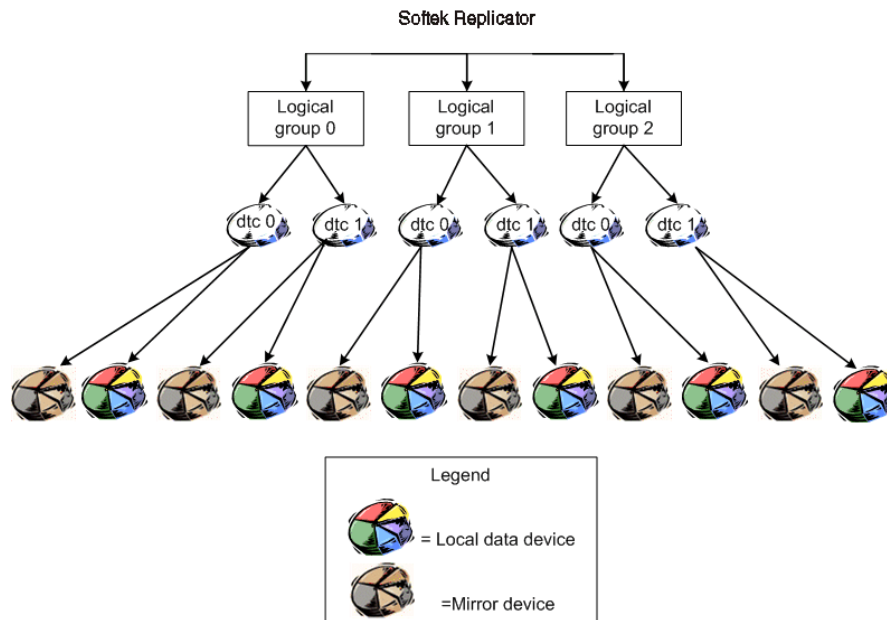 Softek Replicator
Logical
group 0
Logical
group 1
Logical
group 2
dtc 0
dtc 1
dtc 0
dtc 1
dtc 0
dtc 1
Legend
= Local data device
=Mirror device